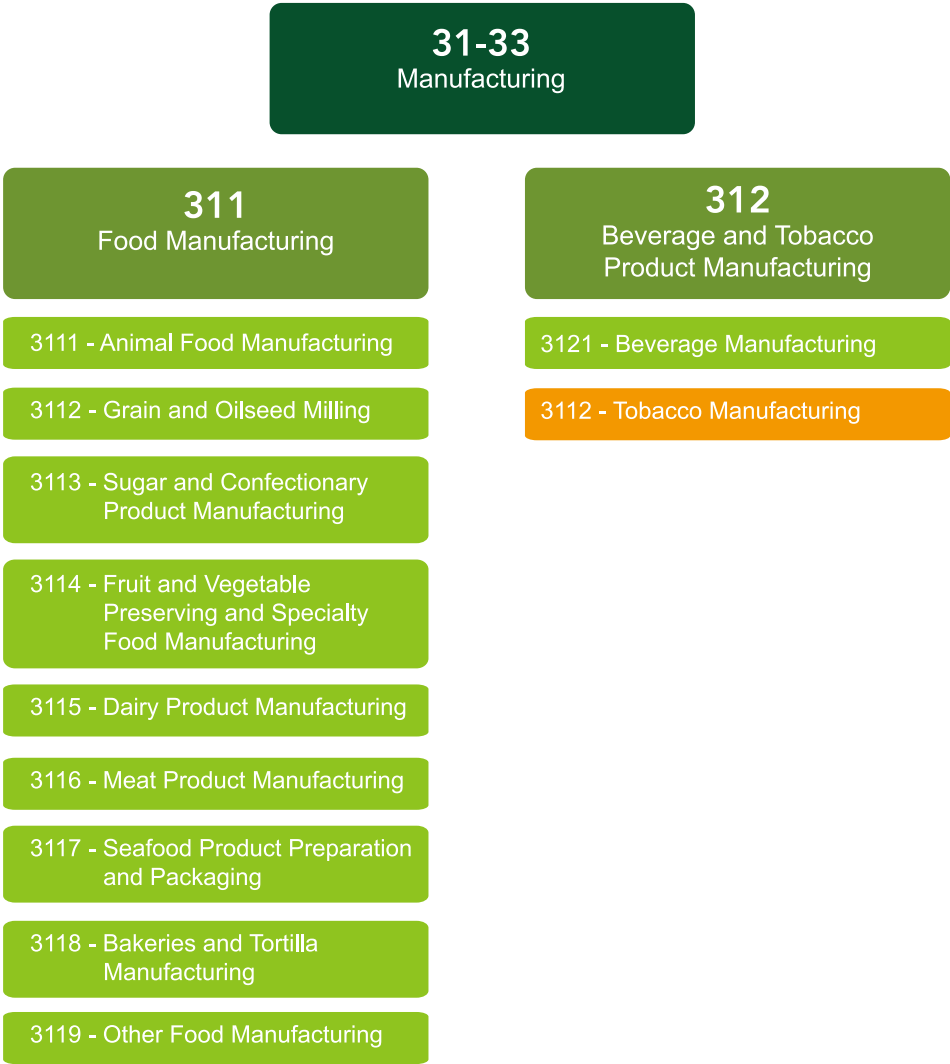 31-33
Manufacturing
311
Food Manufacturing
3111 - Animal Food Manufacturing
3112 - Grain and Oilseed Milling
3113 - Sugar and Confectionary
Product Manufacturing
3114 - Fruit and Vegetable
Preserving and Specialty
Food Manufacturing
3115 - Dairy Product Manufacturing
3116 - Meat Product Manufacturing
3117 - Seafood Product Preparation
and Packaging
3118 - Bakeries and Tortilla
Manufacturing
3119 - Other Food Manufacturing
312
Beverage and Tobacco
Product Manufacturing
3121 - Beverage Manufacturing
3112 - Tobacco Manufacturing